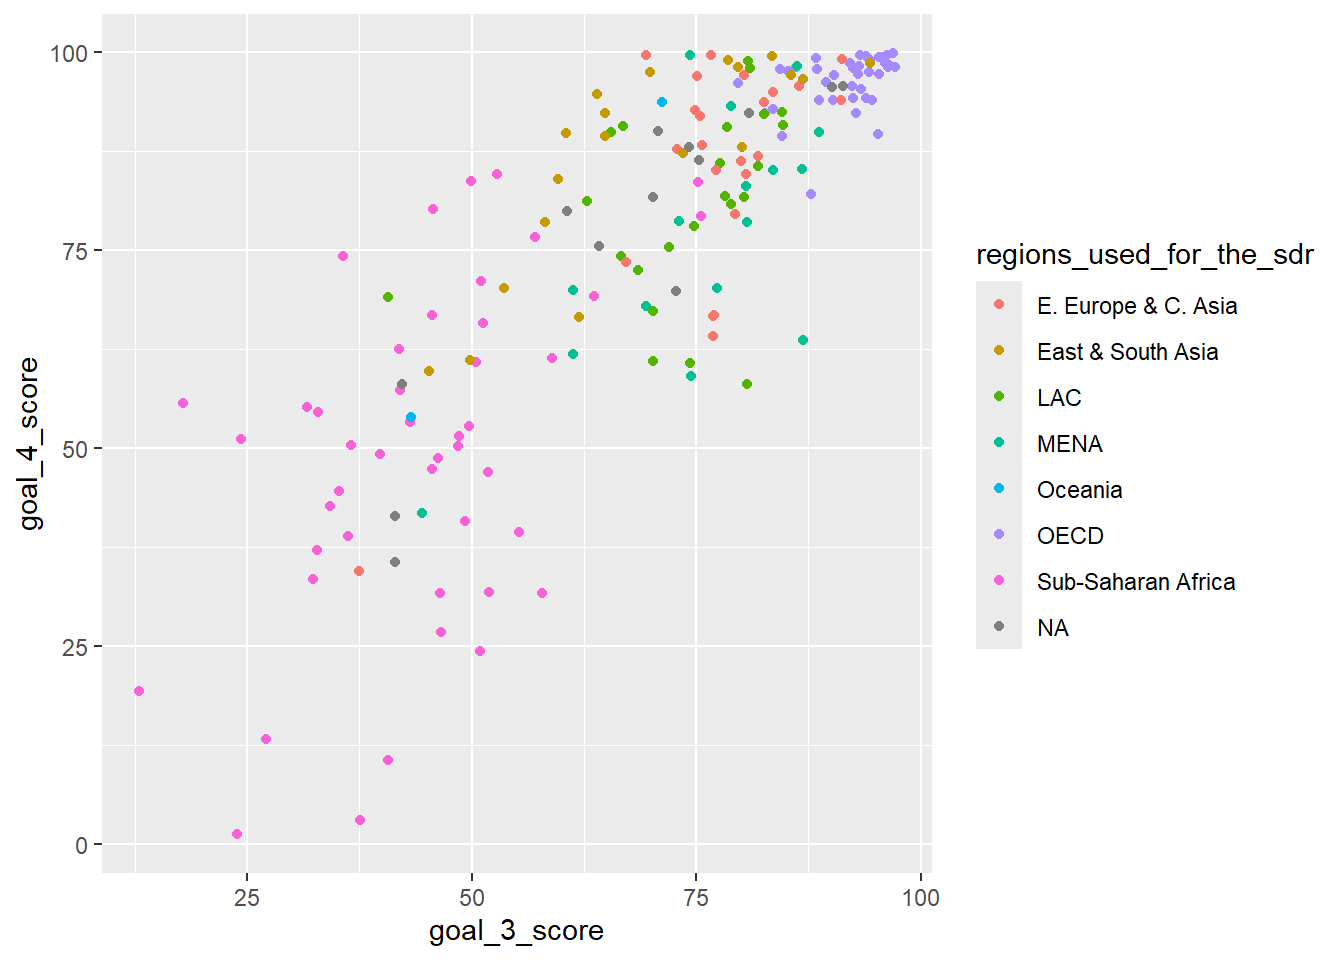 100
75
50
25
0
goal_4_score
25
50
75
100
goal_3_score
regions_used_for_the_sdr
E. Europe & C. Asia
East & South Asia
LAC
MENA
Oceania
OECD
Sub-Saharan Africa
NA